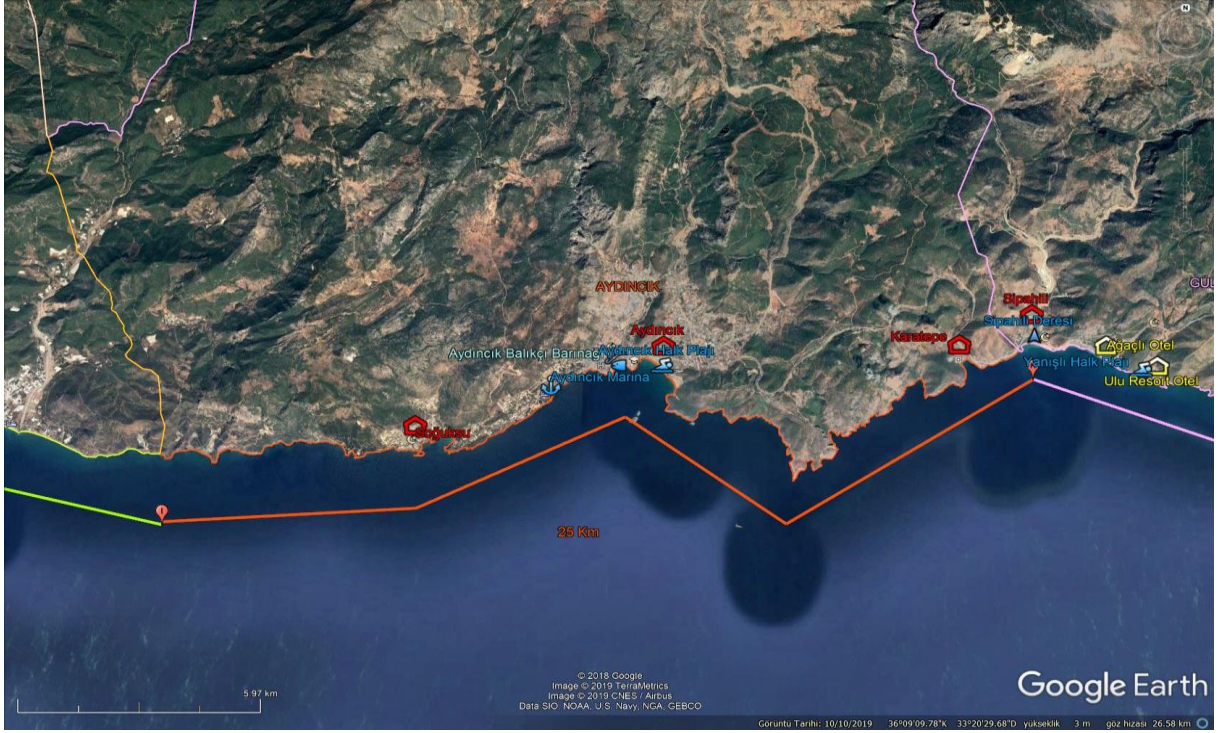 N
GÜL
AYDINCIK
Sipahili
Sipahili Deresi
Aydıncık
Karatepe
Ağaçlı Otel
Aydıncık Balıkçı Barınağı
Aydıncık Halk Plajı
Yanışlı Halk Plajı
Aydıncık Marina
Ulu Resort Otel
Soğuksu
25 Km
© 2018 Google
Image © 2019 TerraMetrics
Image © 2019 CNES / Airbus
Data SIO, NOAA, U.S. Navy, NGA, GEBCO
5.97 km
Google Earth
Görüntü Tarihi: 10/10/2019 36°09'09.78"K 33°20'29.68"D yükseklik 3 m göz hizası 26.58 km